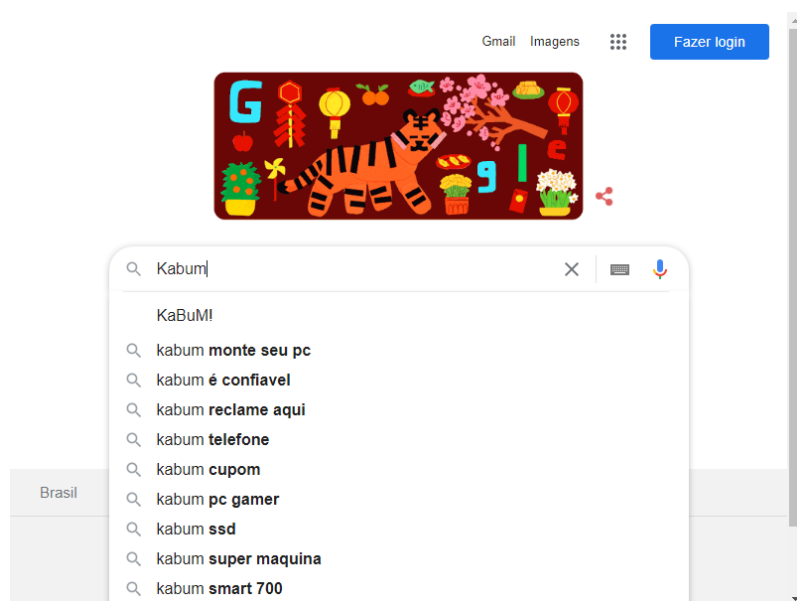 Gmail Imagens Fazer login
G gle
Kabum
KaBuM!
kabum monte seu pc
kabum é confiavel
kabum reclame aqui
kabum telefone
kabum cupom
kabum pc gamer
kabum ssd
kabum super maquina
kabum smart 700
Brasil